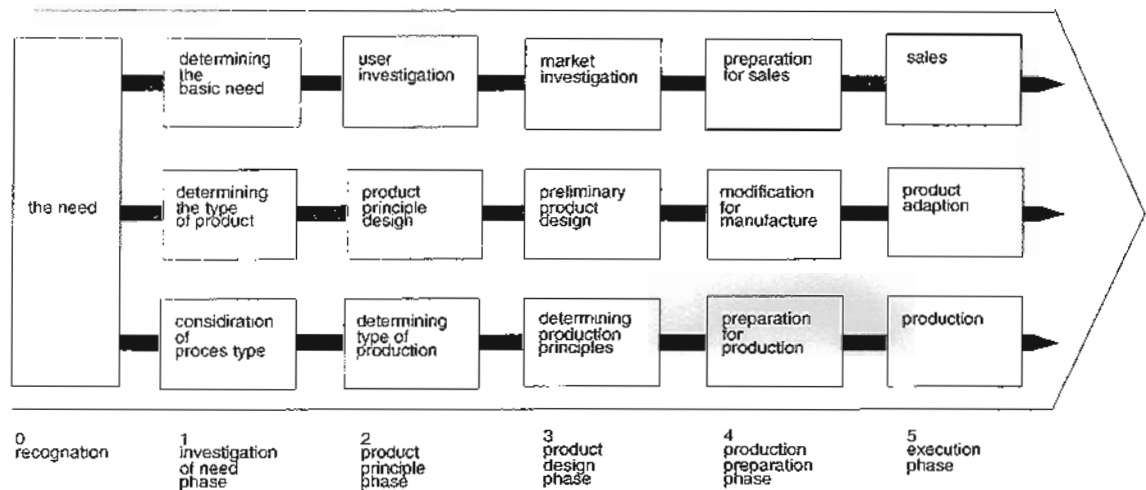 determining
the
basic need
user
investigation
market
investigation
preparation
for sales
sales
the need
determining
the type
of product
product
principle
design
preliminary
product
design
modification
for
manufacture
product
adaption
considiration
of
proces type
determining
type of
production
determining
production
principles
preparation
for
production
production
0
recognation
1
investigation
of need
phase
2
product
principle
phase
3
product
design
phase
4
production
preparation
phase
5
execution
phase